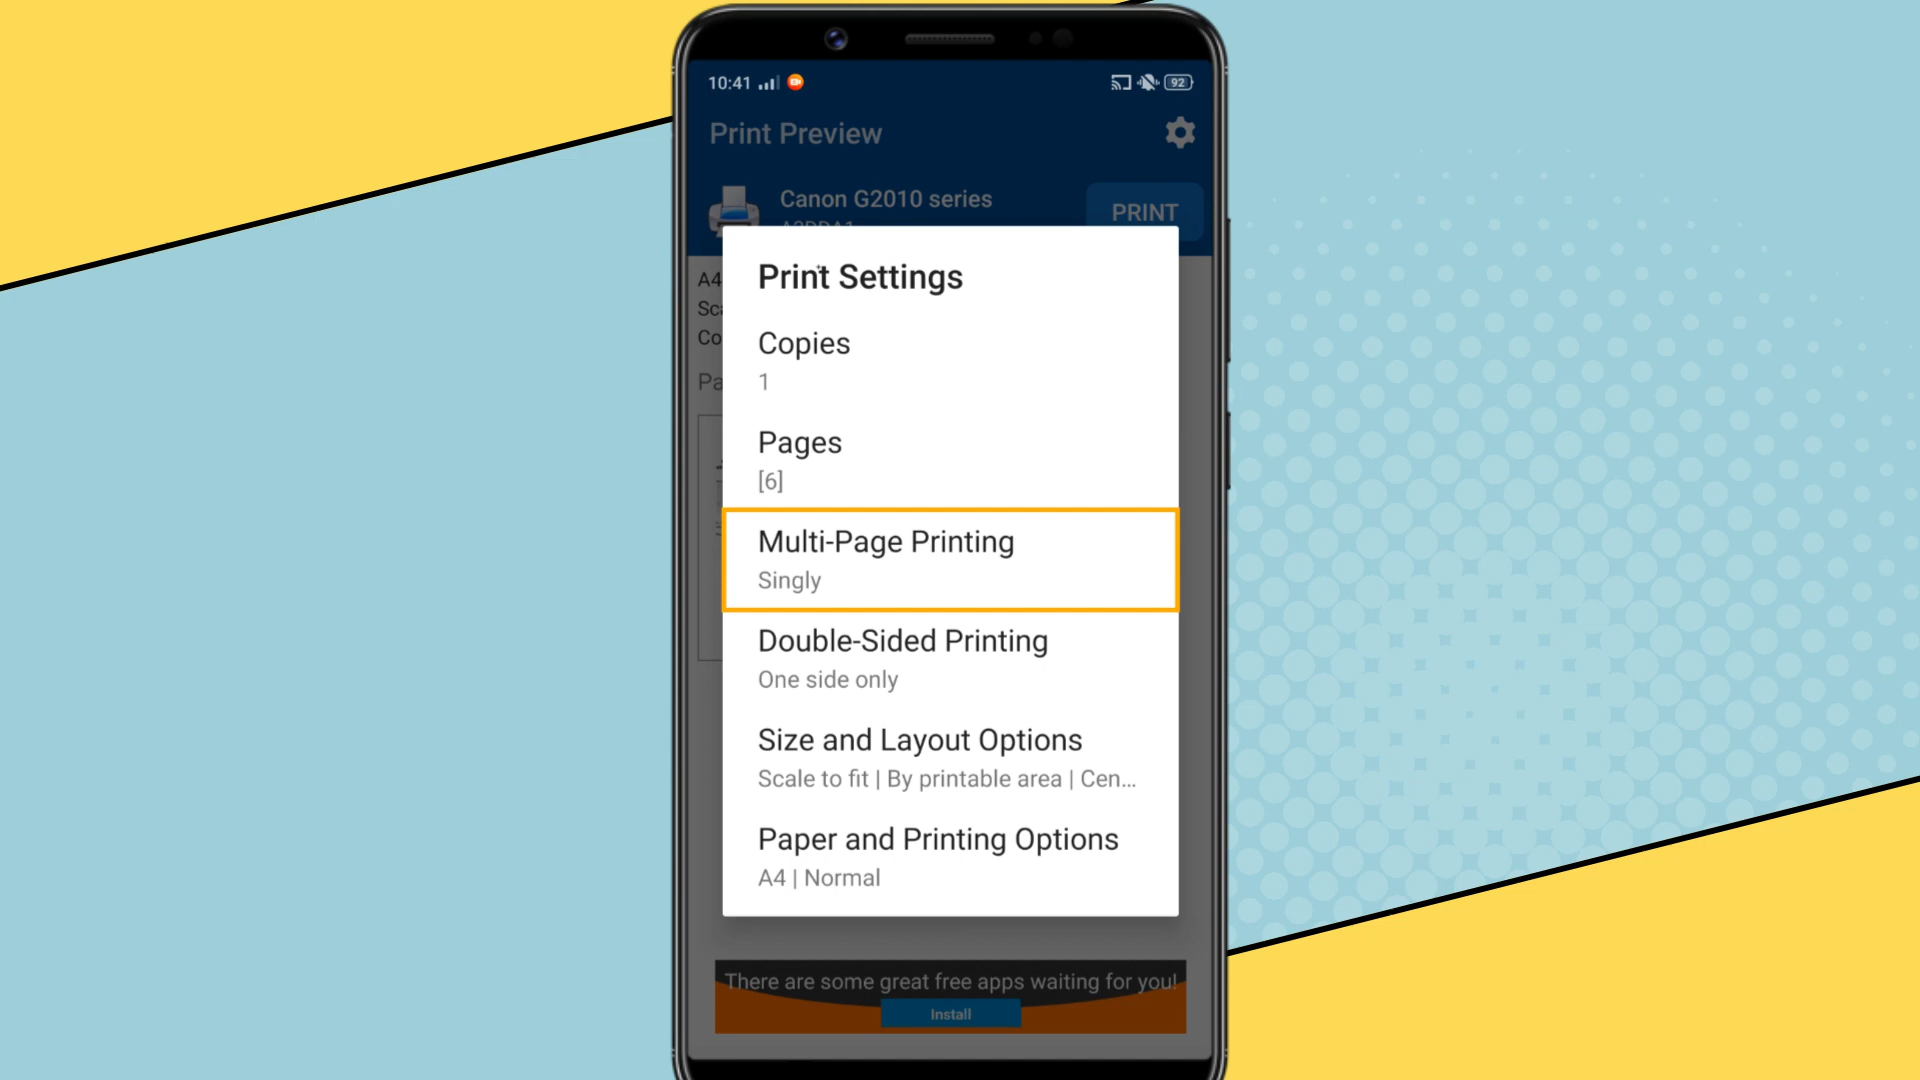 10:41
92
Print Preview
Canon G2010 series
PRINT
A4
Print Settings
Copies
1
Pages
[6]
Multi-Page Printing
Singly
Double-Sided Printing
One side only
Size and Layout Options
Scale to fit | By printable area | Cen...
Paper and Printing Options
A4 | Normal
There are some great free apps waiting for you!
Install